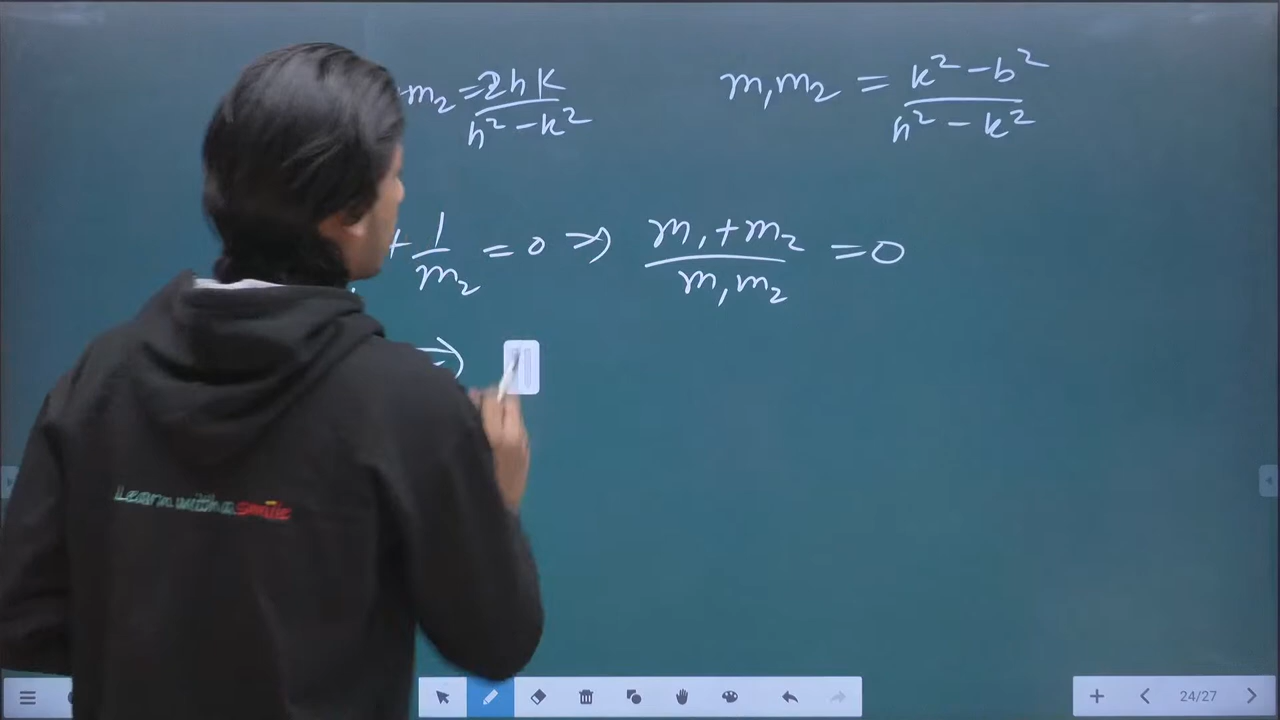 m₂ = 2hk / h² - k²    m₁m₂ = k² - b² / h² - k²
+ 1/m₂ = 0 ⇒ m₁ + m₂ / m₁m₂ = 0
⇒
Learn with a smile
24/27